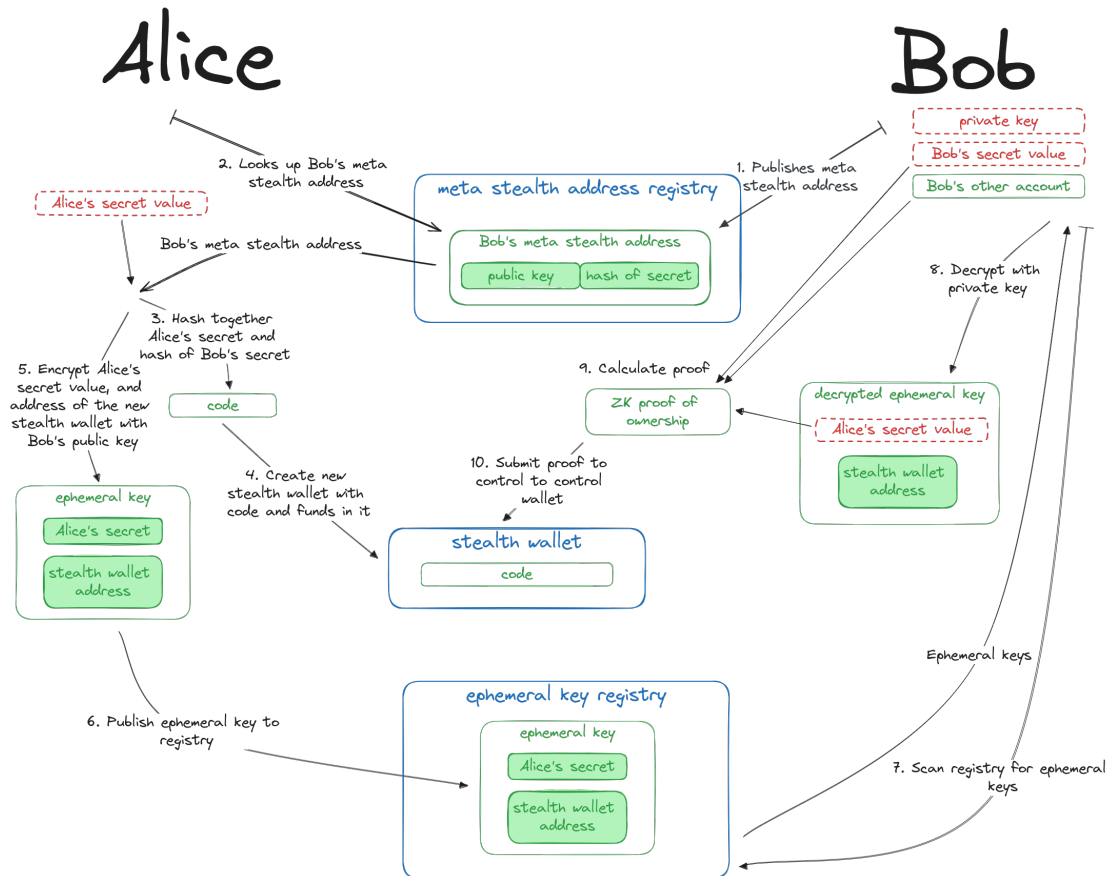 Alice
Bob
private key
Bob's secret value
Bob's other account
1. Publishes meta
stealth address
2. Looks up Bob's meta
stealth address
meta stealth address registry
Bob's meta stealth address
public key
hash of secret
Alice's secret value
Bob's meta stealth address
3. Hash together
Alice's secret and
hash of Bob's secret
code
5. Encrypt Alice's
secret value, and
address of the new
stealth wallet with
Bob's public key
4. Create new
stealth wallet with
code and funds in it
ephemeral key
Alice's secret
stealth wallet
address
8. Decrypt with
private key
9. Calculate proof
ZK proof of
ownership
decrypted ephemeral key
Alice's secret value
stealth wallet
address
10. Submit proof to
control to control
wallet
stealth wallet
code
6. Publish ephemeral key to
registry
ephemeral key registry
ephemeral key
Alice's secret
stealth wallet
address
Ephemeral keys
7. Scan registry for ephemeral
keys